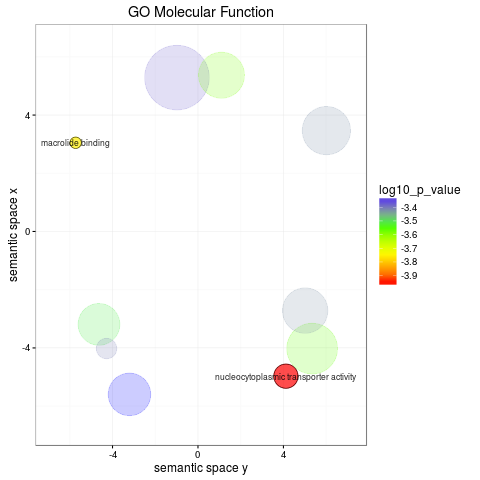 GO Molecular Function
semantic space x
4
0
-4
macrolide binding
nucleocytoplasmic transporter activity
-4
0
4
semantic space y
log10_p_value
-3.4
-3.5
-3.6
-3.7
-3.8
-3.9